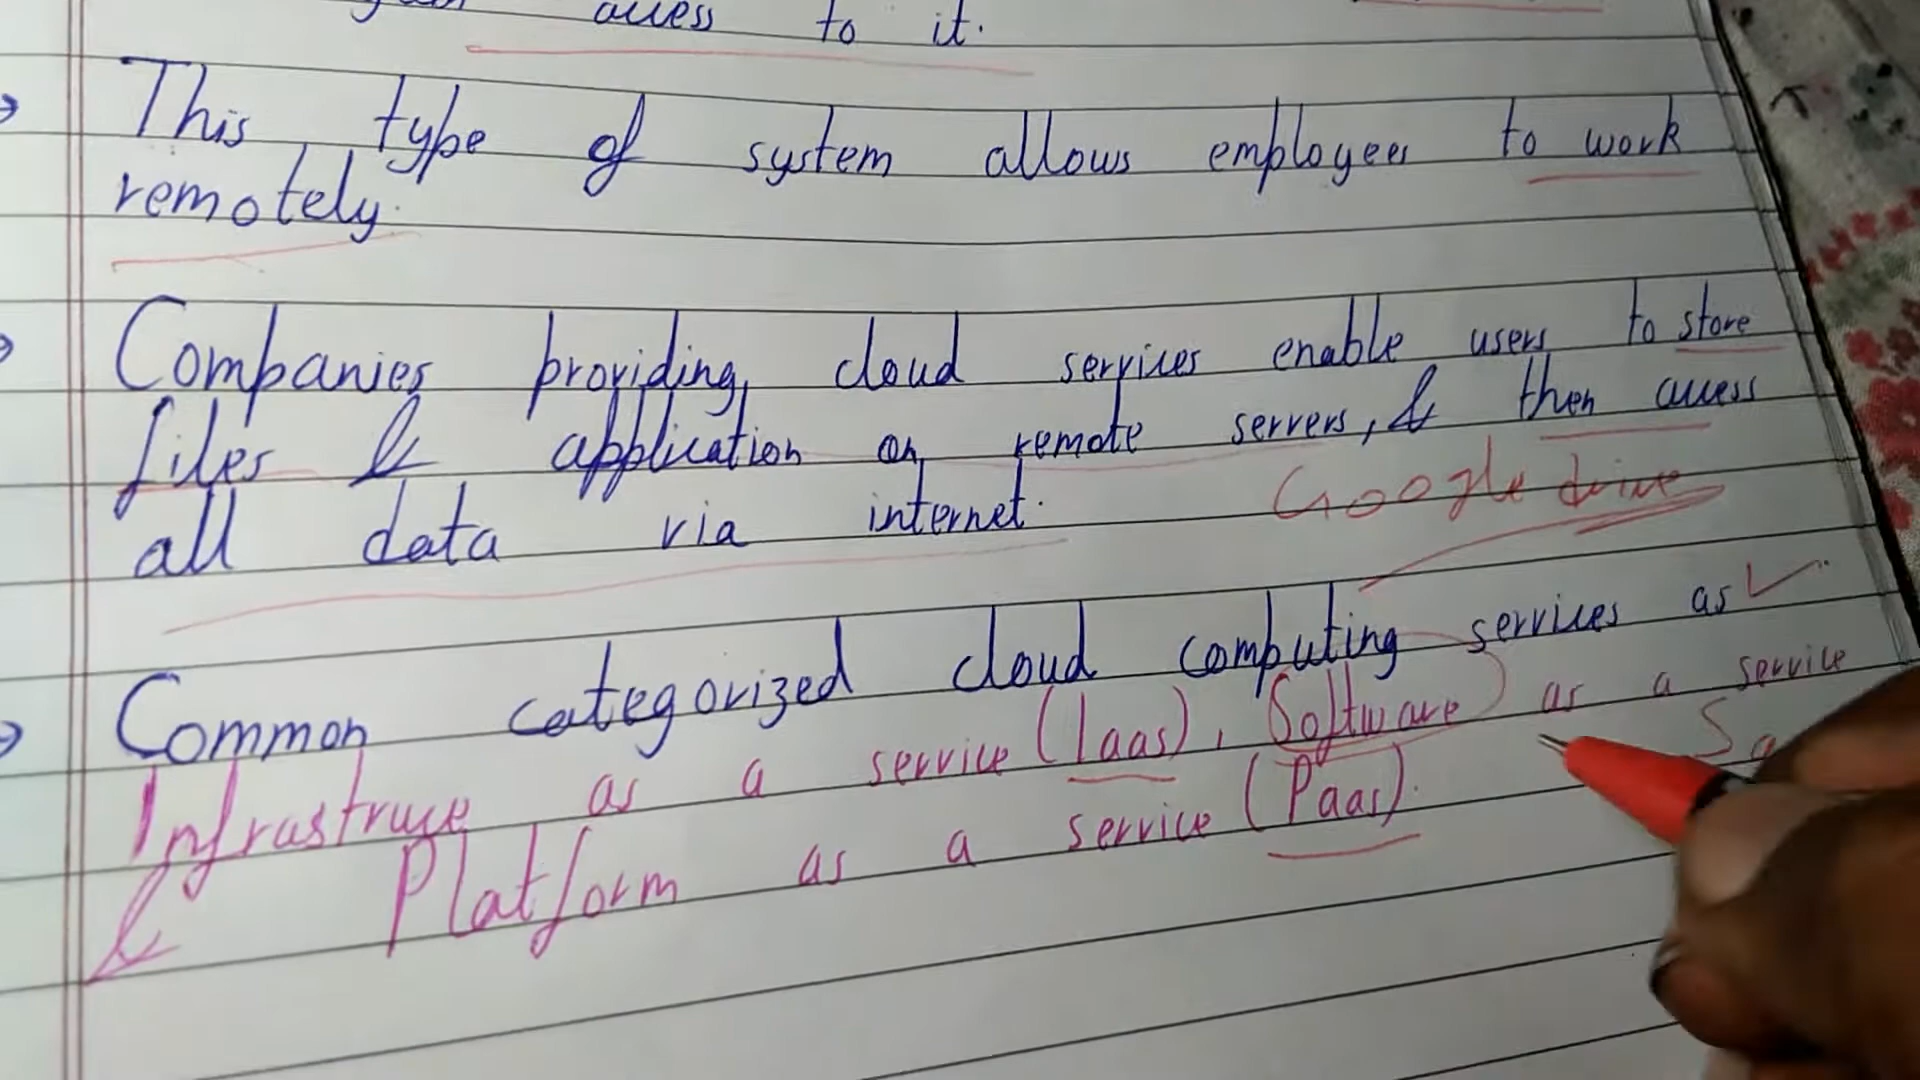 access to it.
This type of system allows employees to work
remotely.
Companies providing cloud services enable users to store
files & application on remote servers, & then access
all data via internet.
Google drive
Common categorized cloud computing services as
Infrastruce as a service (Iaas), Software as a service
& Platform as a service (Paas). Sa